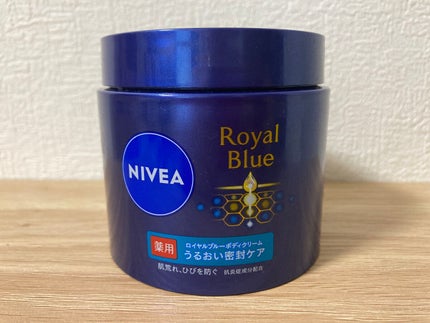 Royal
Blue
NIVEA
薬用
ロイヤルブルーボディクリーム
うるおい密封ケア
肌荒れ、ひびを防ぐ 抗炎症成分配合